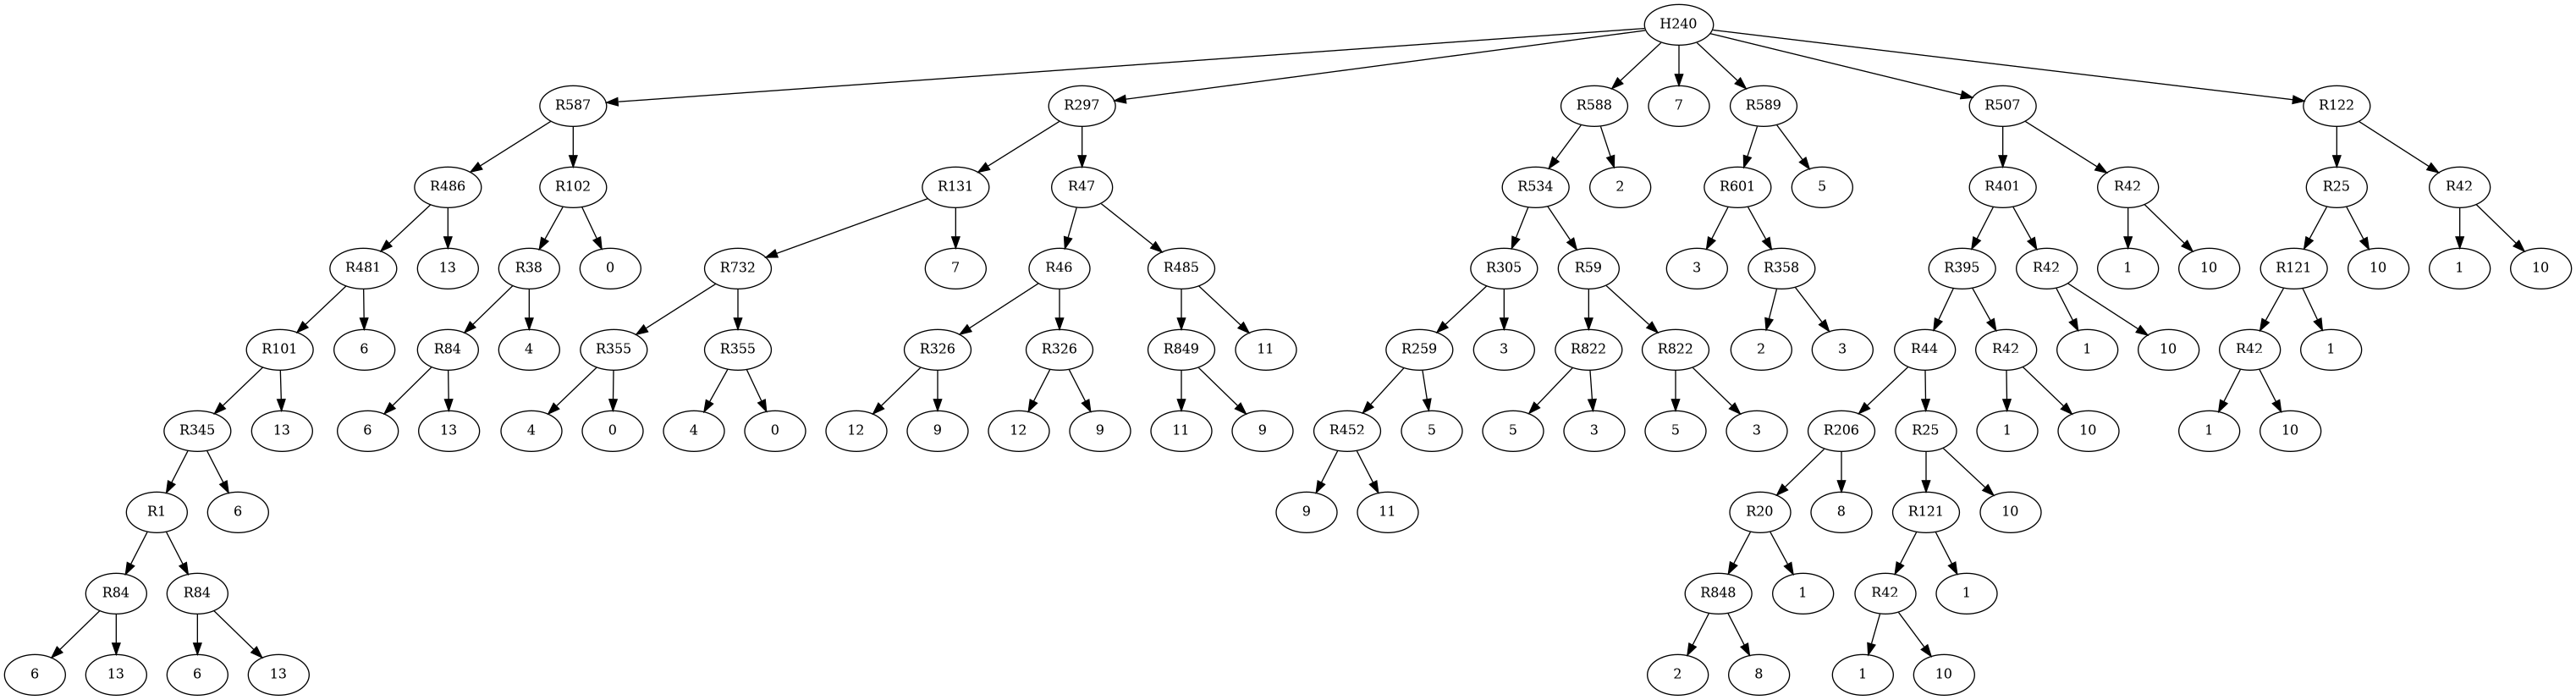 H240
R587 R297 R588 7 R589 R507 R122
R486 R102 R131 R47 R534 2 R601 5 R401 R42 R25 R42
R481 13 R38 0 R732 7 R46 R485 R305 R59 3 R358 R395 R42 1 10 R121 10 1 10
R101 6 R84 4 R355 R355 R326 R326 R849 11 R259 3 R822 R822 2 3 R44 R42 1 10 R42 1
R345 13 6 13 4 0 4 0 12 9 12 9 11 9 R452 5 5 3 5 3 R206 R25 1 10 1 10
R1 6 9 11 R20 8 R121 10
R84 R84 R848 1 R42 1
6 13 6 13 2 8 1 10